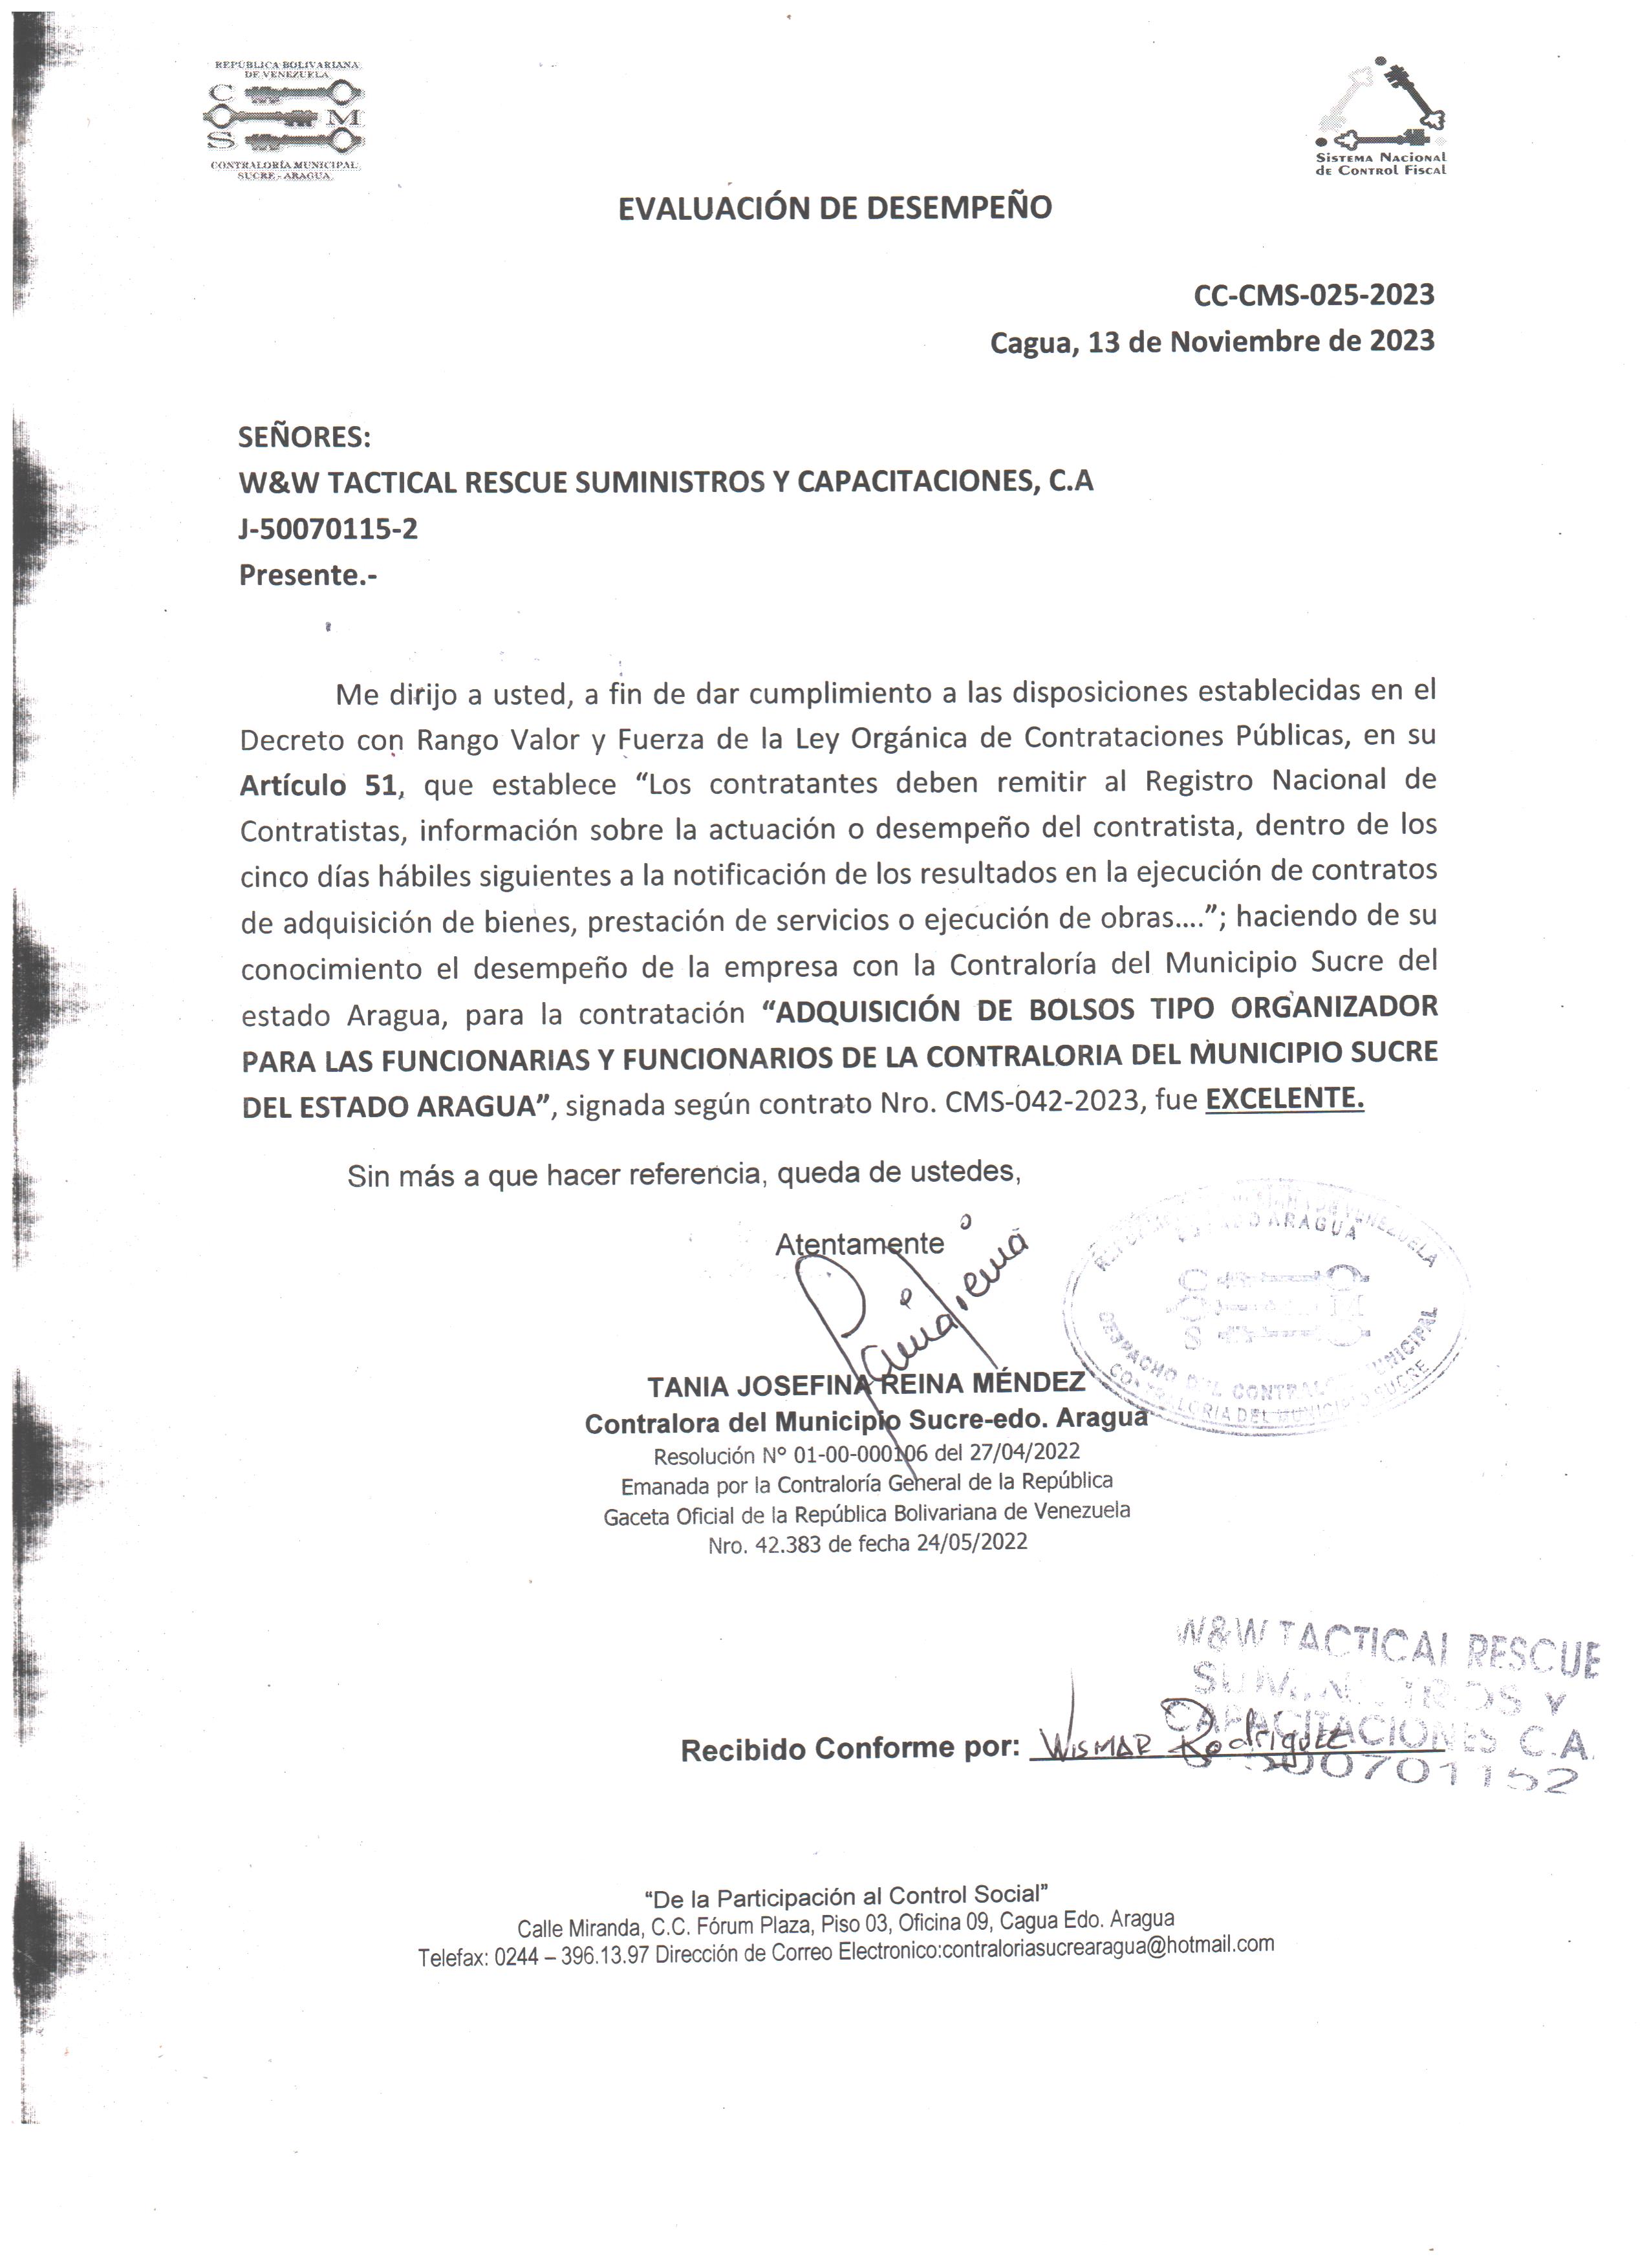 REPÚBLICA BOLIVARIANA
DE VENEZUELA
C
M
S
CONTRALORÍA MUNICIPAL
SUCRE - ARAGUA
SISTEMA NACIONAL
DE CONTROL FISCAL
EVALUACIÓN DE DESEMPEÑO
CC-CMS-025-2023
Cagua, 13 de Noviembre de 2023
SEÑORES:
W&W TACTICAL RESCUE SUMINISTROS Y CAPACITACIONES, C.A
J-50070115-2
Presente.-
Me dirijo a usted, a fin de dar cumplimiento a las disposiciones establecidas en el
Decreto con Rango Valor y Fuerza de la Ley Orgánica de Contrataciones Públicas, en su
Artículo 51, que establece “Los contratantes deben remitir al Registro Nacional de
Contratistas, información sobre la actuación o desempeño del contratista, dentro de los
cinco días hábiles siguientes a la notificación de los resultados en la ejecución de contratos
de adquisición de bienes, prestación de servicios o ejecución de obras....”; haciendo de su
conocimiento el desempeño de la empresa con la Contraloría del Municipio Sucre del
estado Aragua, para la contratación “ADQUISICIÓN DE BOLSOS TIPO ORGANIZADOR
PARA LAS FUNCIONARIAS Y FUNCIONARIOS DE LA CONTRALORIA DEL MUNICIPIO SUCRE
DEL ESTADO ARAGUA”, signada según contrato Nro. CMS-042-2023, fue EXCELENTE.
Sin más a que hacer referencia, queda de ustedes,
Atentamente
VENEZUELA
ESTADO ARAGUA
DESPACHO DEL CONTRALOR MUNICIPAL
CONTRALORIA DEL MUNICIPIO SUCRE
TANIA JOSEFINA REINA MÉNDEZ
Contralora del Municipio Sucre-edo. Aragua
Resolución N° 01-00-000106 del 27/04/2022
Emanada por la Contraloría General de la República
Gaceta Oficial de la República Bolivariana de Venezuela
Nro. 42.383 de fecha 24/05/2022
W&W TACTICAL RESCUE
SUMINISTROS Y
CAPACITACIONES C.A.
500701152
Recibido Conforme por: Wismar Rodriguez
“De la Participación al Control Social”
Calle Miranda, C.C. Fórum Plaza, Piso 03, Oficina 09, Cagua Edo. Aragua
Telefax: 0244 – 396.13.97 Dirección de Correo Electronico:contraloriasucrearagua@hotmail.com